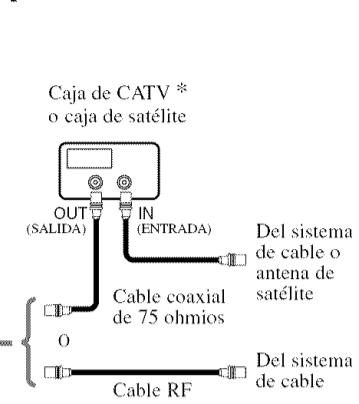 Caja de CATV *
o caja de satélite
OUT
(SALIDA)
IN
(ENTRADA)
Del sistema
de cable o
antena de
satélite
Cable coaxial
de 75 ohmios
O
Del sistema
de cable
Cable RF